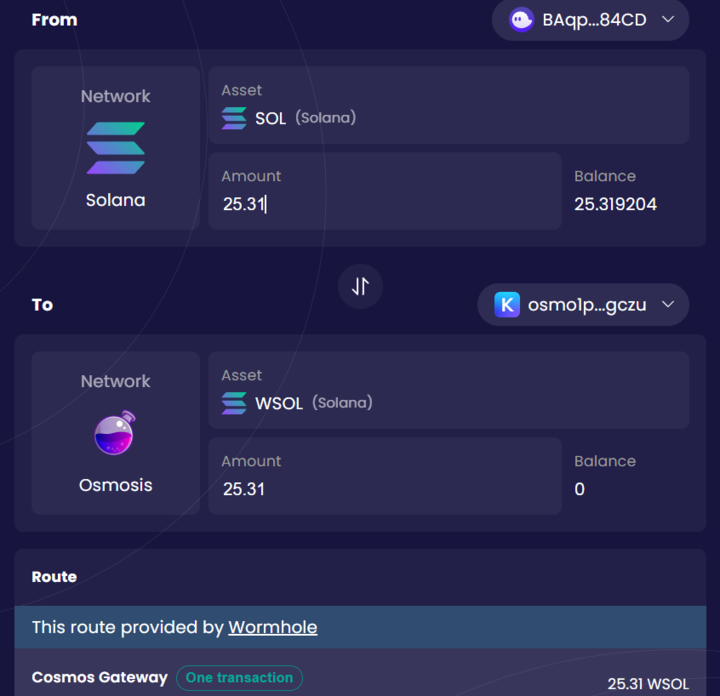 From
BAqp...84CD
Network
Solana
Asset
SOL (Solana)
Amount
25.31
Balance
25.319204
To
K osmo1p...gczu
Network
Osmosis
Asset
WSOL (Solana)
Amount
25.31
Balance
0
Route
This route provided by Wormhole
Cosmos Gateway One transaction
25.31 WSOL